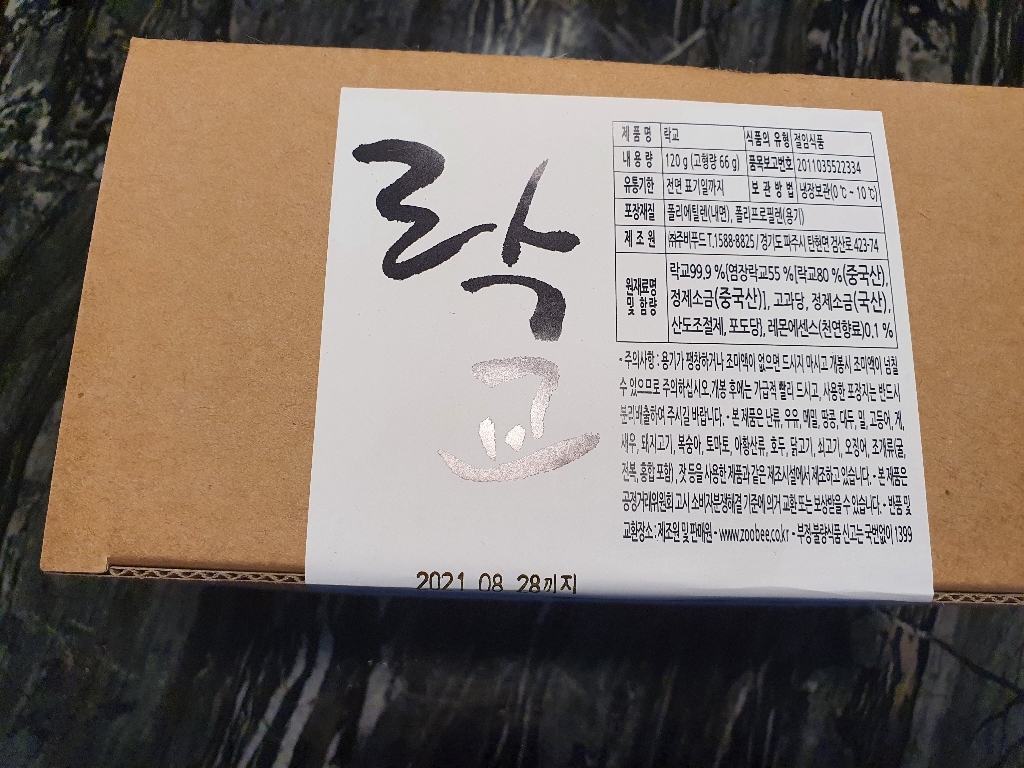 락
교
제품명 락교 식품의 유형 절임식품
내용량 120 g (고형량 66 g) 품목보고번호 2011035522334
유통기한 전면 표기일까지 보관방법 냉장보관(0 ℃ ~ 10 ℃)
포장재질 폴리에틸렌(내면), 폴리프로필렌(용기)
제조원 ㈜주비푸드 T.1588-8825 / 경기도 파주시 탄현면 검산로 423-74
원재료명 및 함량 락교99.9 %{염장락교55 %[락교80 %(중국산),
정제소금(중국산)], 고과당, 정제소금(국산),
산도조절제, 포도당}, 레몬에센스(천연향료)0.1 %
- 주의사항 : 용기가 팽창하거나 조미액이 없으면 드시지 마시고 개봉시 조미액이 넘칠
수 있으므로 주의하십시오. 개봉 후에는 가급적 빨리 드시고, 사용한 포장지는 반드시
분리배출하여 주시길 바랍니다. - 본 제품은 난류, 우유, 메밀, 땅콩, 대두, 밀, 고등어, 게,
새우, 돼지고기, 복숭아, 토마토, 아황산류, 호두, 닭고기, 쇠고기, 오징어, 조개류(굴,
전복, 홍합 포함), 잣 등을 사용한 제품과 같은 제조시설에서 제조하고 있습니다. - 본 제품은
공정거래위원회 고시 소비자분쟁해결 기준에 의거 교환 또는 보상받을 수 있습니다. - 반품 및
교환장소 : 제조원 및 판매원 - www.zoobee.co.kr - 부정·불량식품 신고는 국번없이 1399
2021.08.28까지